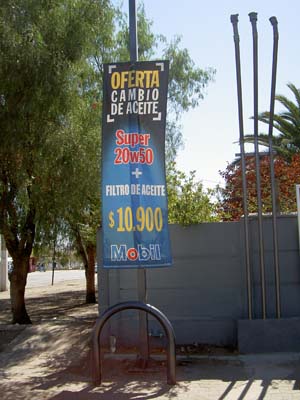 OFERTA
CAMBIO
DE ACEITE
Super
20w50
+
FILTRO DE ACEITE
$10.900
Mobil